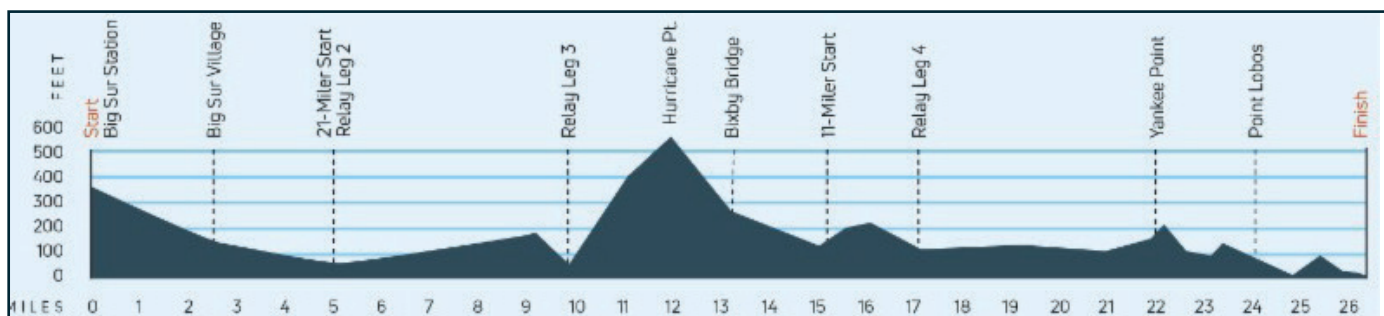 FEET
Start
Big Sur Station
Big Sur Village
21-Miler Start
Relay Leg 2
Relay Leg 3
Hurricane Pt.
Bixby Bridge
11-Miler Start
Relay Leg 4
Yankee Point
Point Lobos
Finish
600
500
400
300
200
100
0
MILES 0 1 2 3 4 5 6 7 8 9 10 11 12 13 14 15 16 17 18 19 20 21 22 23 24 25 26